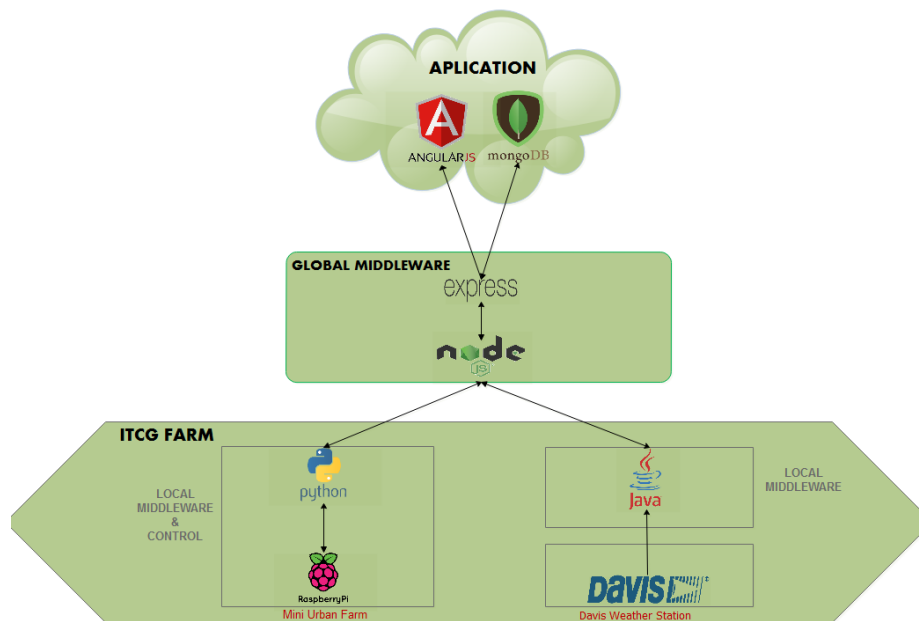 APLICATION
ANGULARJS
mongoDB
GLOBAL MIDDLEWARE
express
node
JS
ITCG FARM
LOCAL
MIDDLEWARE
&
CONTROL
python
RaspberryPi
Mini Urban Farm
Java
LOCAL
MIDDLEWARE
DAVIS
Davis Weather Station